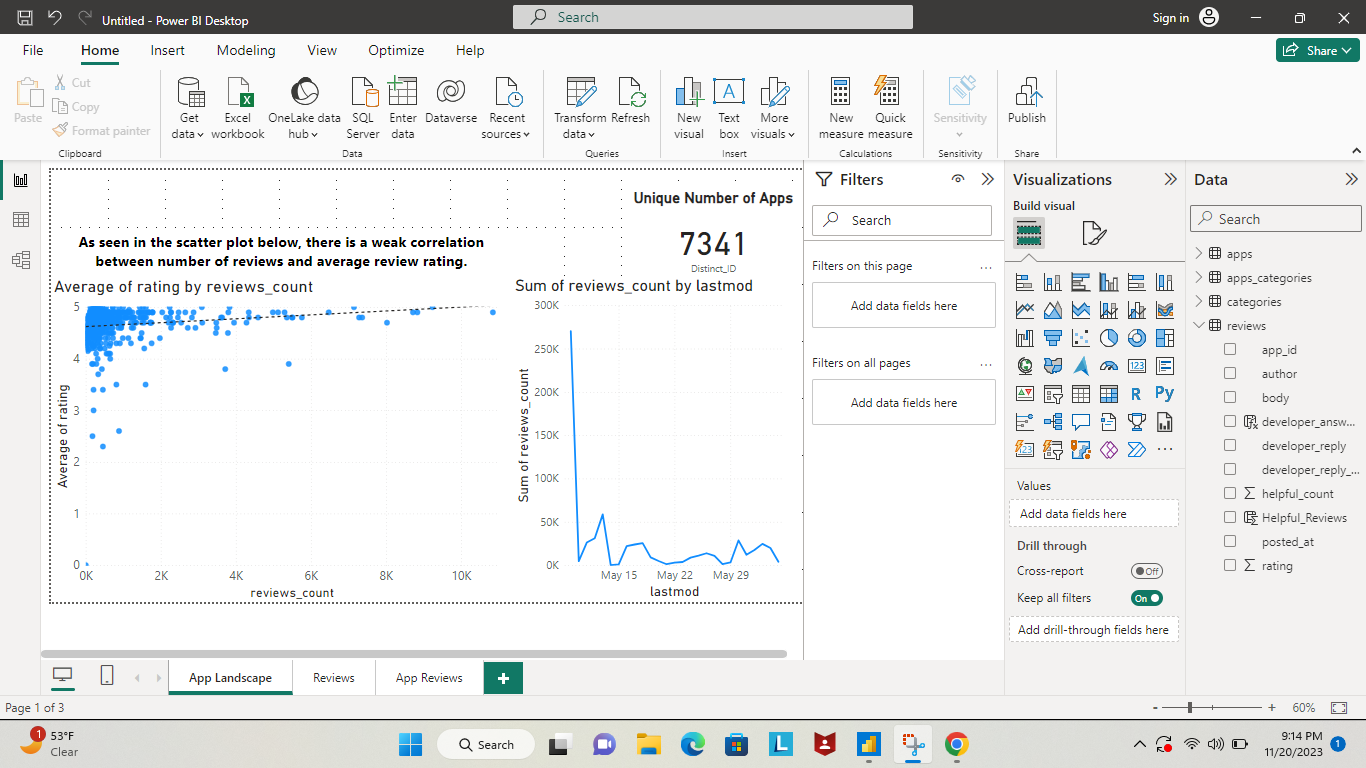 Untitled - Power BI Desktop
Search
Sign in
File Home Insert Modeling View Optimize Help
Share
Paste
Cut
Copy
Format painter
Clipboard
Get data
Excel workbook
OneLake data hub
SQL Server
Enter data
Dataverse
Recent sources
Data
Transform data
Refresh
Queries
New visual
Text box
More visuals
Insert
New measure
Quick measure
Calculations
Sensitivity
Sensitivity
Publish
Share
As seen in the scatter plot below, there is a weak correlation
between number of reviews and average review rating.
Unique Number of Apps
7341
Distinct_ID
Average of rating by reviews_count
Average of rating
5
4
3
2
1
0
0K 2K 4K 6K 8K 10K
reviews_count
Sum of reviews_count by lastmod
Sum of reviews_count
300K
250K
200K
150K
100K
50K
0K
May 15 May 22 May 29
lastmod
Filters
Search
Filters on this page
Add data fields here
Filters on all pages
Add data fields here
Visualizations
Build visual
123
R
Py
123
Values
Add data fields here
Drill through
Cross-report
Off
Keep all filters
On
Add drill-through fields here
Data
Search
apps
apps_categories
categories
reviews
app_id
author
body
developer_answ...
developer_reply
developer_reply_...
helpful_count
Helpful_Reviews
posted_at
rating
App Landscape Reviews App Reviews
Page 1 of 3
- + 60%
1
53°F
Clear
Search
L
9:14 PM
11/20/2023
1